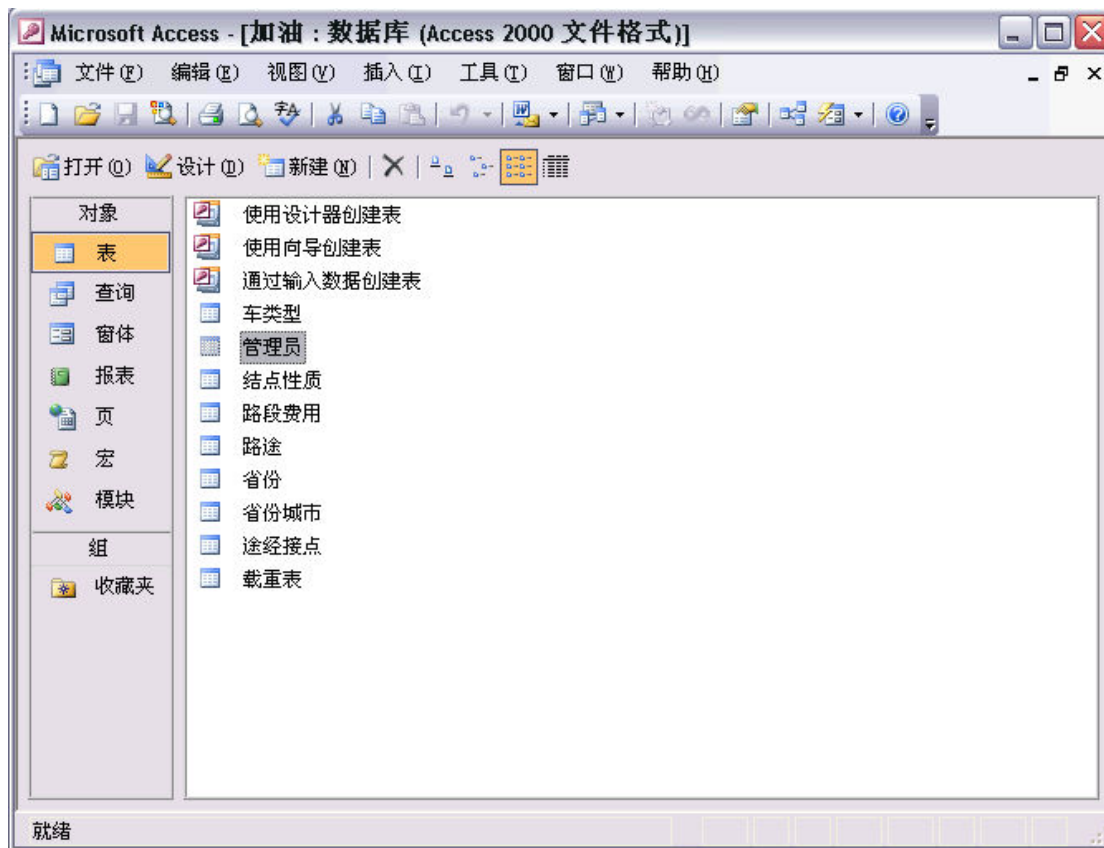 Microsoft Access - [加油 : 数据库 (Access 2000 文件格式)]
文件(F) 编辑(E) 视图(V) 插入(I) 工具(T) 窗口(W) 帮助(H)
打开(O) 设计(D) 新建(N)
对象
表
查询
窗体
报表
页
宏
模块
组
收藏夹
使用设计器创建表
使用向导创建表
通过输入数据创建表
车类型
管理员
结点性质
路段费用
路途
省份
省份城市
途经接点
载重表
就绪